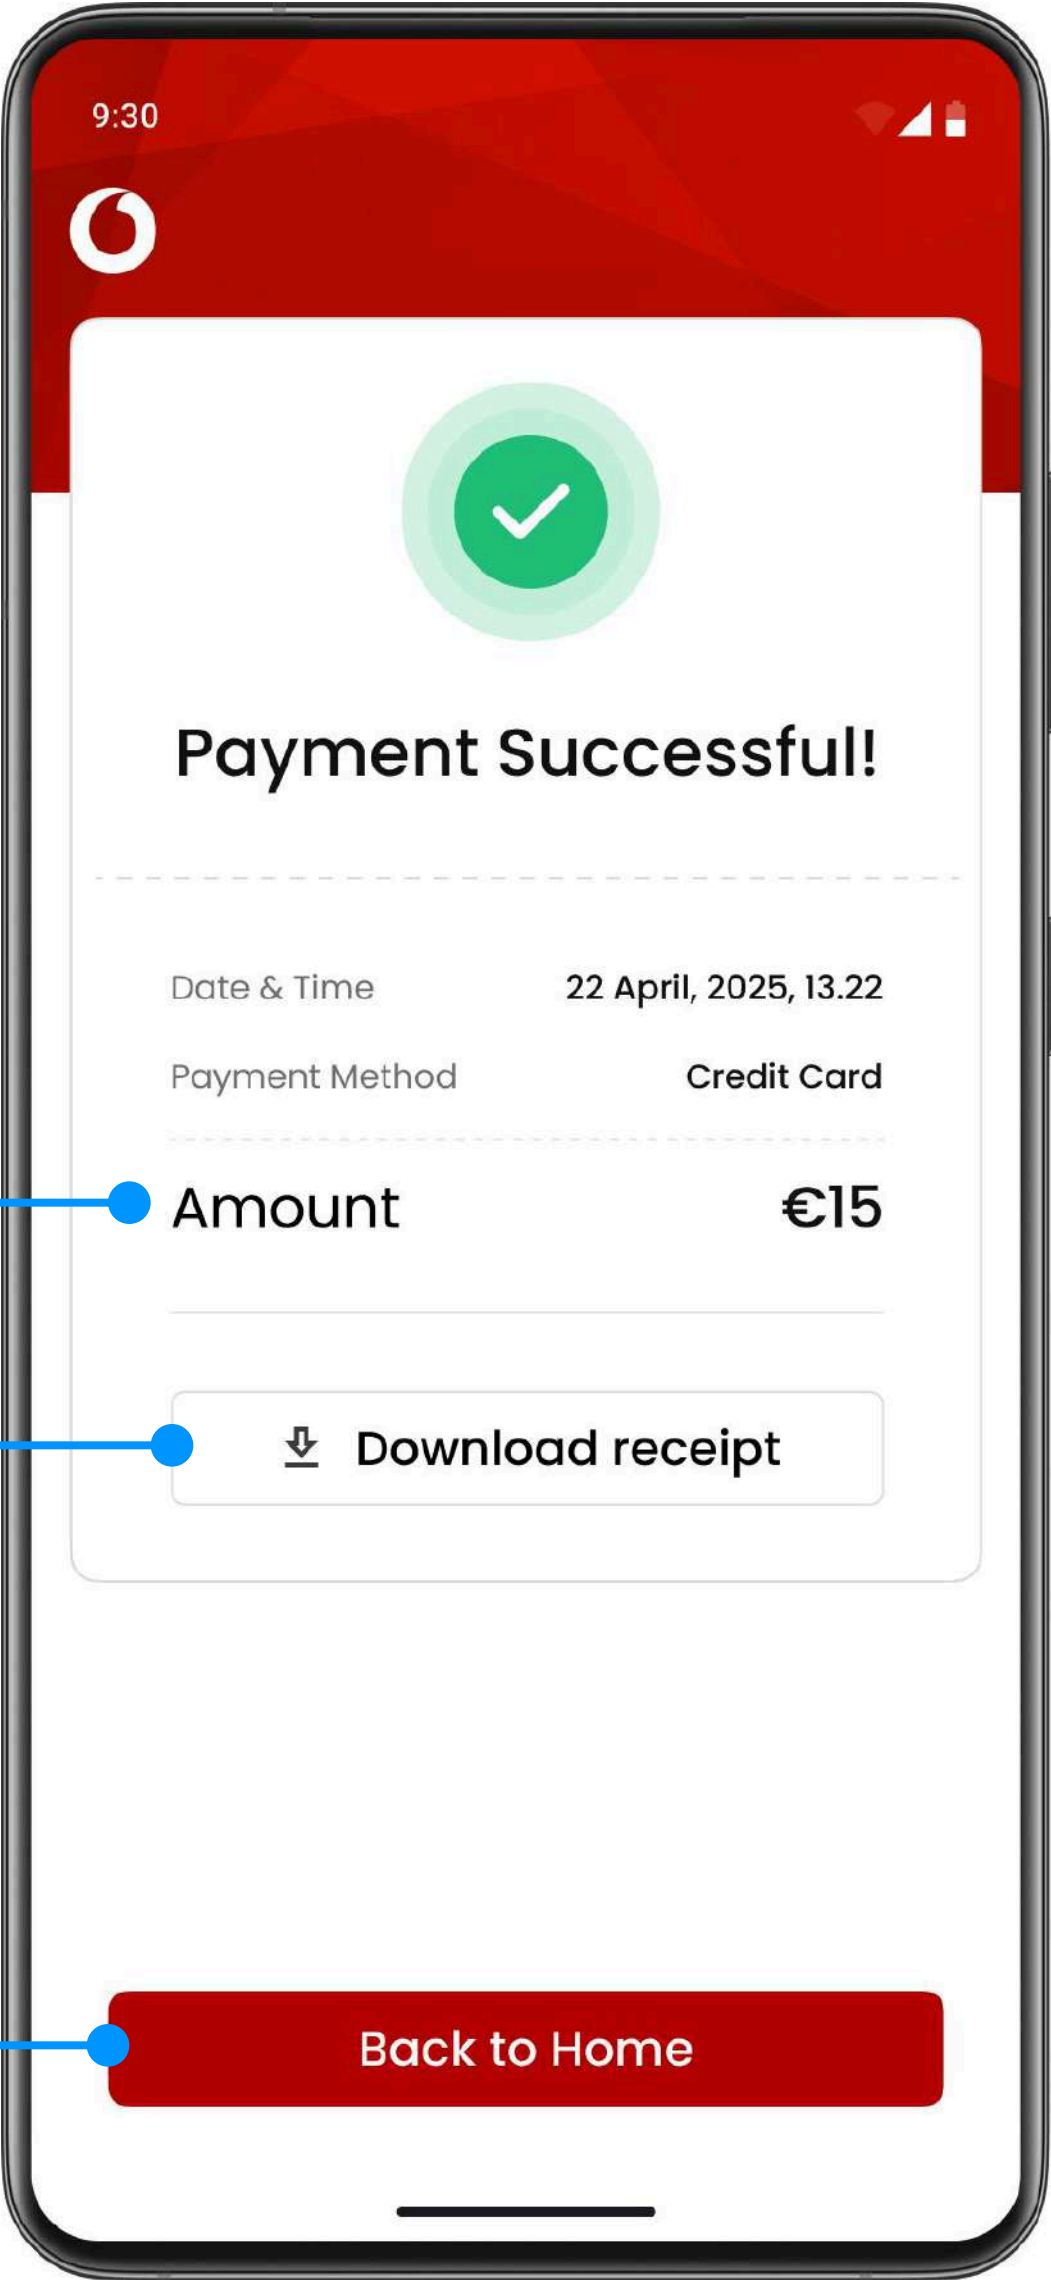 9:30
Payment Successful!
Date & Time 22 April, 2025, 13.22
Payment Method Credit Card
Amount €15
Download receipt
Back to Home